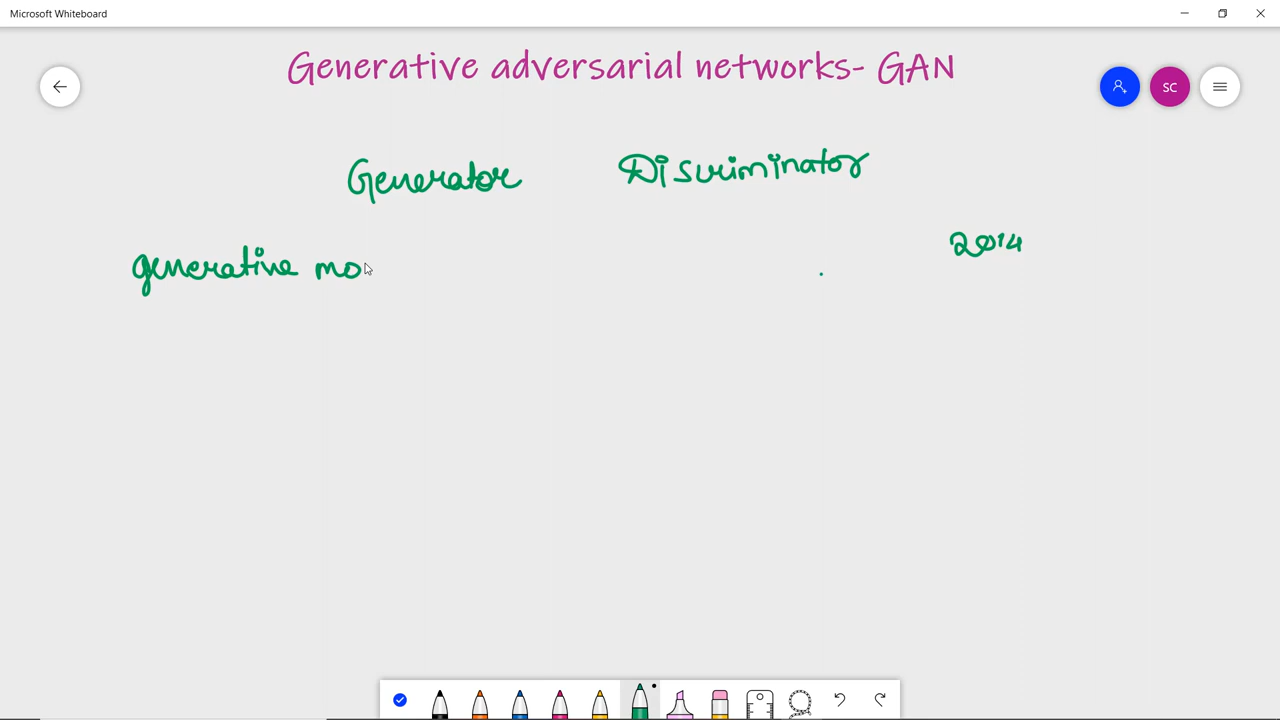 Microsoft Whiteboard
Generative adversarial networks- GAN
SC
Generator Discriminator
2014
generative mo